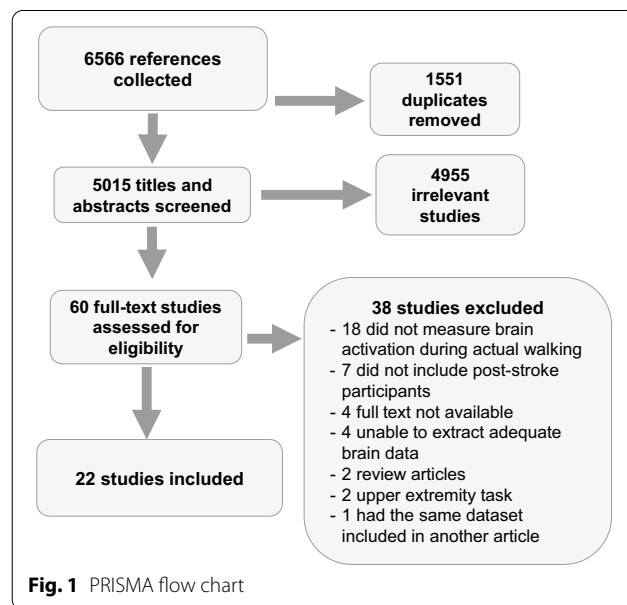 6566 references
collected
1551
duplicates
removed
5015 titles and
abstracts screened
4955
irrelevant
studies
60 full-text studies
assessed for
eligibility
38 studies excluded
- 18 did not measure brain
activation during actual walking
- 7 did not include post-stroke
participants
- 4 full text not available
- 4 unable to extract adequate
brain data
- 2 review articles
- 2 upper extremity task
- 1 had the same dataset
included in another article
22 studies included
Fig. 1 PRISMA flow chart